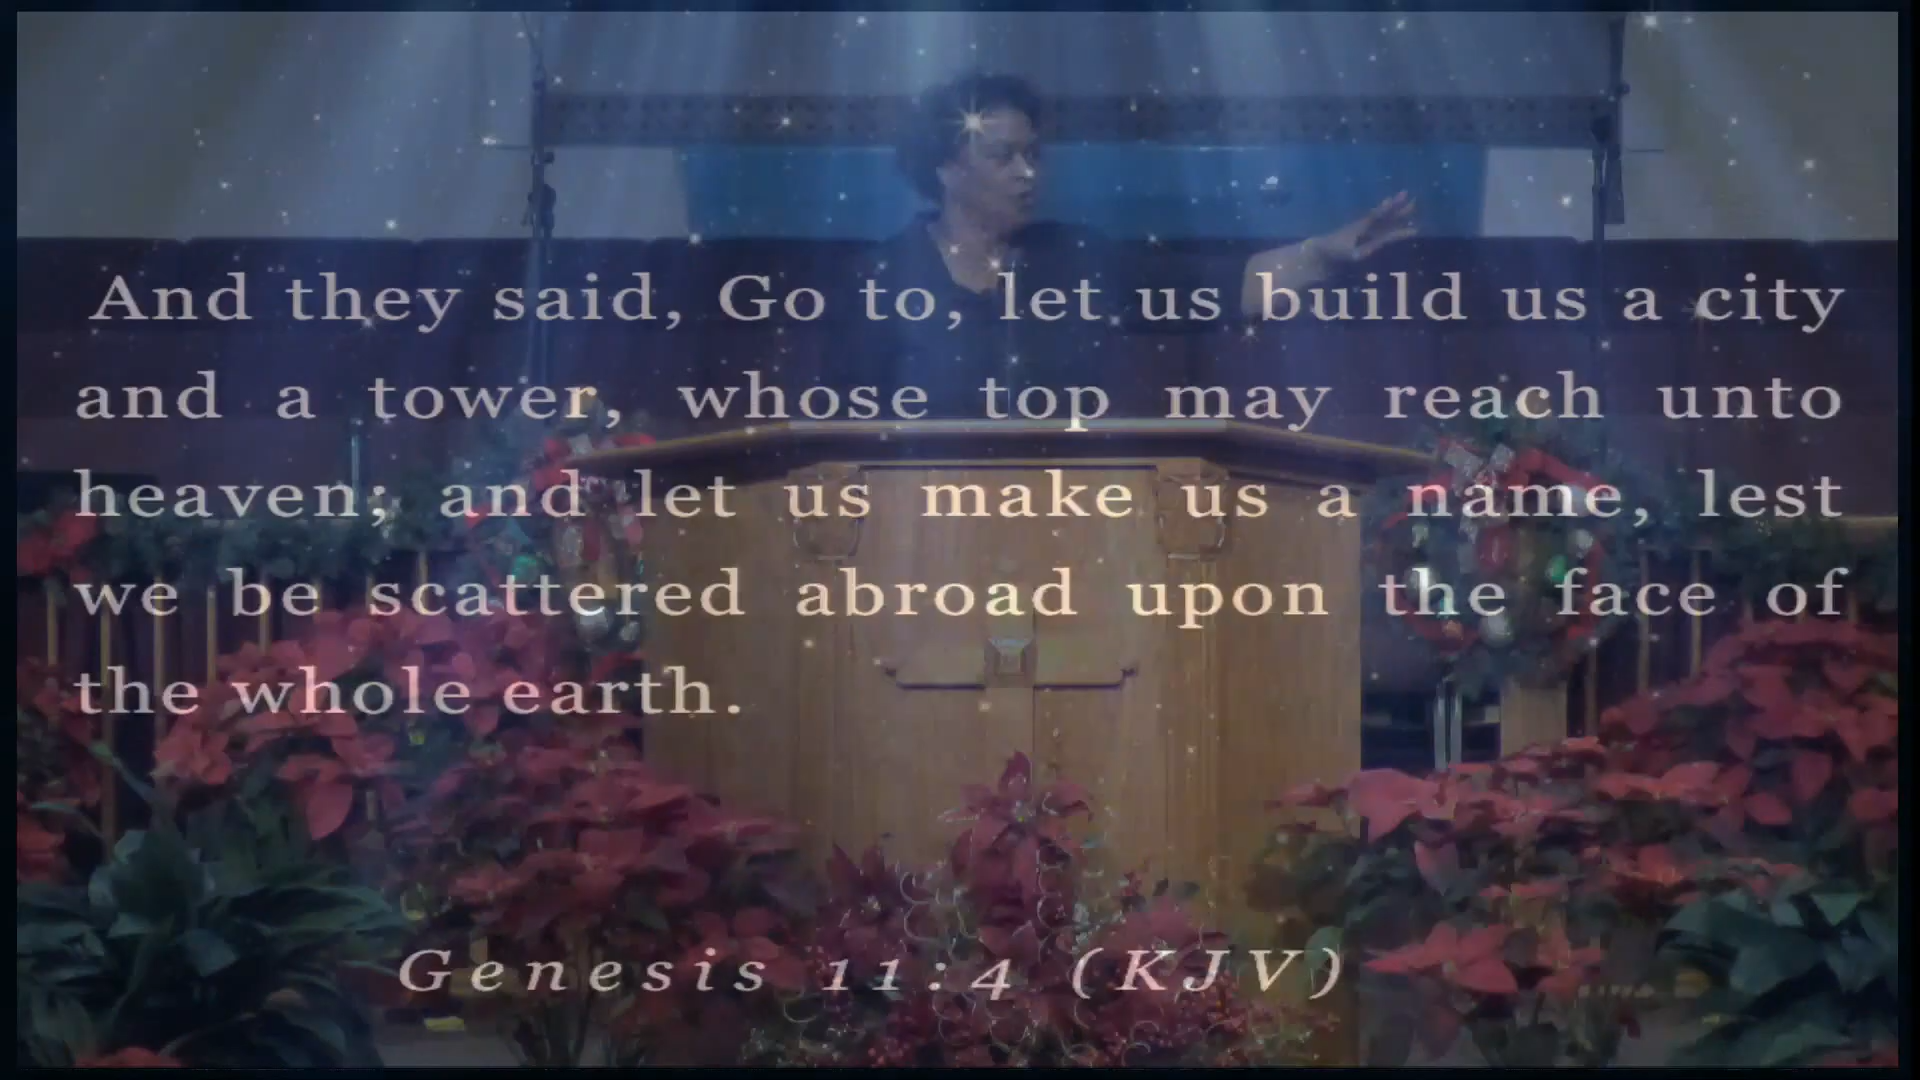 And they said, Go to, let us build us a city
and a tower, whose top may reach unto
heaven; and let us make us a name, lest
we be scattered abroad upon the face of
the whole earth.
Genesis 11:4 (KJV)